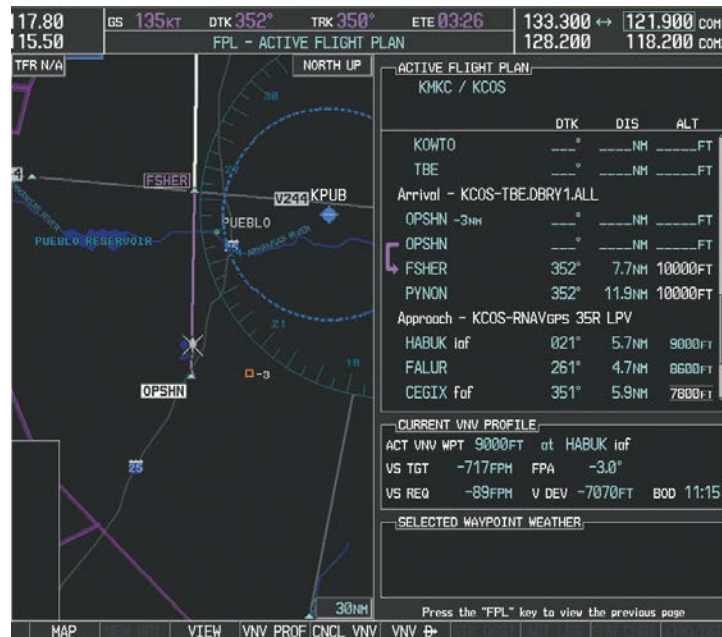 117.80 GS 135KT DTK 352° TRK 350° ETE 03:26 133.300 ↔ 121.900 COM
115.50 FPL – ACTIVE FLIGHT PLAN 128.200 118.200 COM
TFR N/A NORTH UP
30
FSHER
V244 KPUB
PUEBLO
ARKANSAS RIVER
ARKANSAS RIVER
PUEBLO RESERVOIR
25
21
18
OPSHN
-3
25
30NM
ACTIVE FLIGHT PLAN
KMKC / KCOS
DTK DIS ALT
KOWTO ___° ____NM _____FT
TBE ___° ____NM _____FT
Arrival – KCOS-TBE.DBRY1.ALL
OPSHN -3NM ___° ____NM _____FT
OPSHN ___° ____NM _____FT
FSHER 352° 7.7NM 10000FT
PYNON 352° 11.9NM 10000FT
Approach – KCOS-RNAVGPS 35R LPV
HABUK iaf 021° 5.7NM 9000FT
FALUR 261° 4.7NM 8600FT
CEGIX faf 351° 5.9NM 7800FT
CURRENT VNV PROFILE
ACT VNV WPT 9000FT at HABUK iaf
VS TGT -717FPM FPA -3.0°
VS REQ -89FPM V DEV -7070FT BOD 11:15
SELECTED WAYPOINT WEATHER
Press the "FPL" key to view the previous page
MAP VIEW VNV PROF CNCL VNV VNV D